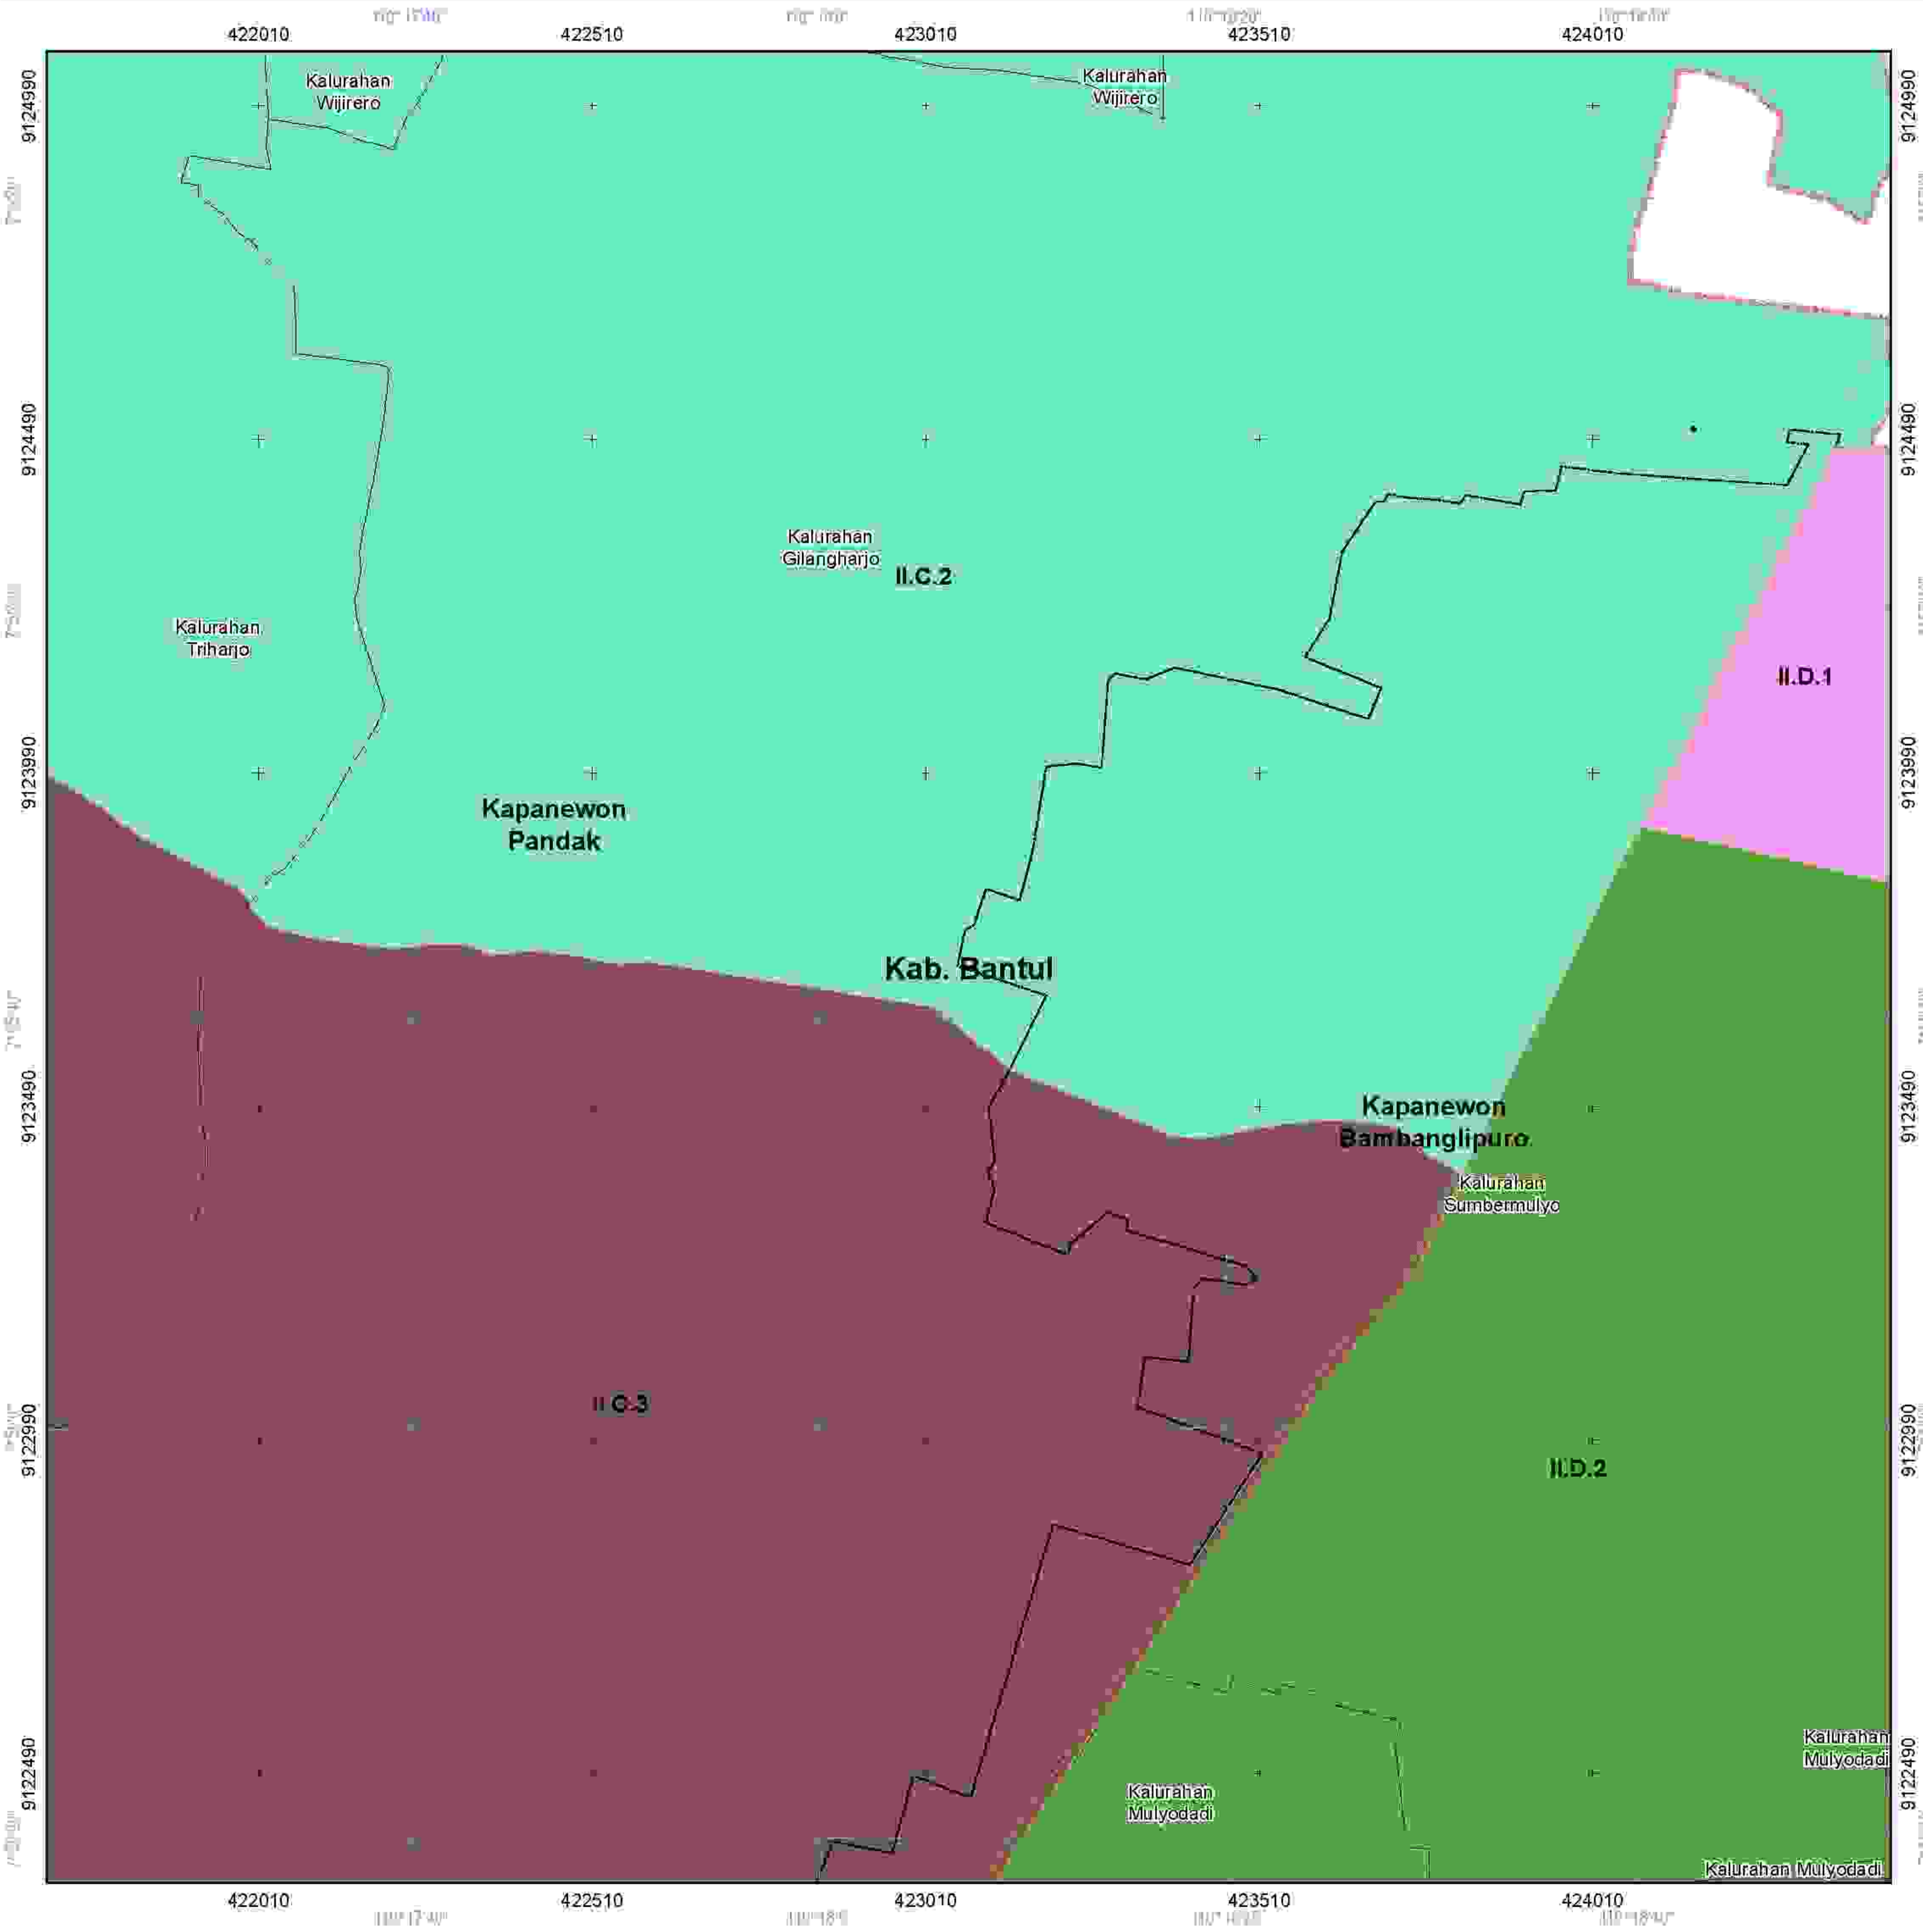 422010 422510 423010 423510 424010
9124990
9124990
Kalurahan
Wijirero
Kalurahan
Wijirero
9124490
9124490
Kalurahan
Gilangharjo
II.C.2
Kalurahan
Triharjo
II.D.1
9123990
9123990
Kapanewon
Pandak
Kab. Bantul
9123490
9123490
Kapanewon
Bambanglipuro
Kalurahan
Sumbermulyo
9122990
9122990
II.D.2
Kalurahan
Mulyodadi
9122490
9122490
Kalurahan
Mulyodadi
Kalurahan Mulyodadi
422010 422510 423010 423510 424010